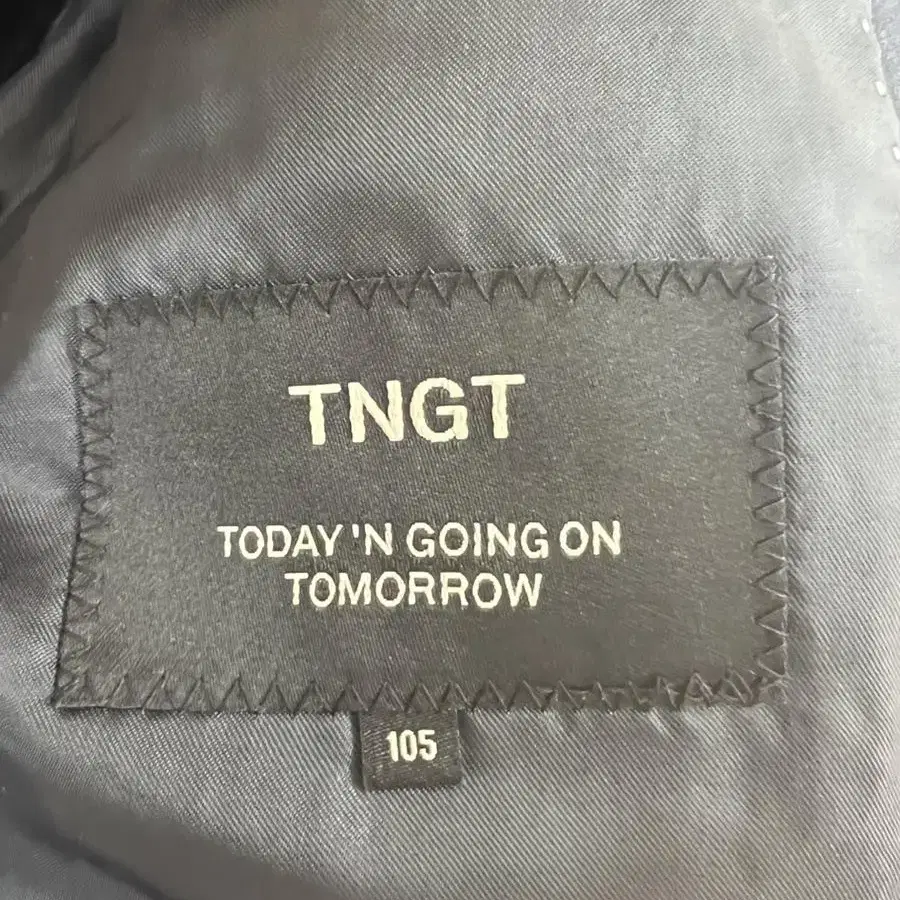 TNGT
TODAY 'N GOING ON
TOMORROW
105